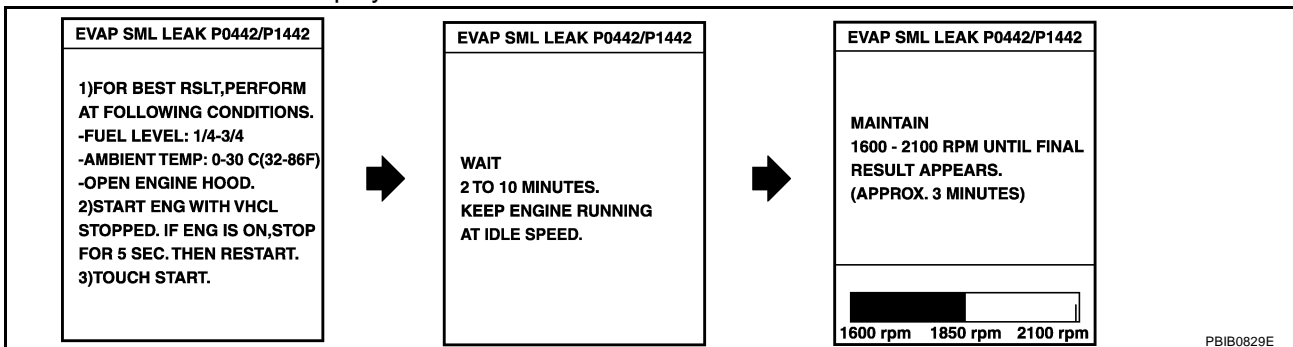 EVAP SML LEAK P0442/P1442
1)FOR BEST RSLT,PERFORM
AT FOLLOWING CONDITIONS.
-FUEL LEVEL: 1/4-3/4
-AMBIENT TEMP: 0-30 C(32-86F)
-OPEN ENGINE HOOD.
2)START ENG WITH VHCL
STOPPED. IF ENG IS ON,STOP
FOR 5 SEC. THEN RESTART.
3)TOUCH START.
EVAP SML LEAK P0442/P1442
WAIT
2 TO 10 MINUTES.
KEEP ENGINE RUNNING
AT IDLE SPEED.
EVAP SML LEAK P0442/P1442
MAINTAIN
1600 - 2100 RPM UNTIL FINAL
RESULT APPEARS.
(APPROX. 3 MINUTES)
1600 rpm 1850 rpm 2100 rpm
PBIB0829E